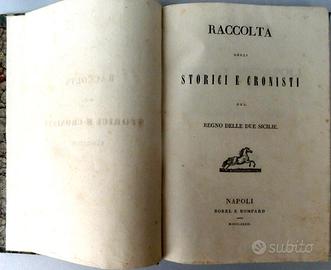 RACCOLTA
DEGLI
STORICI E CRONISTI
DEL
REGNO DELLE DUE SICILIE.
NAPOLI
BOREL E BOMPARD
subito